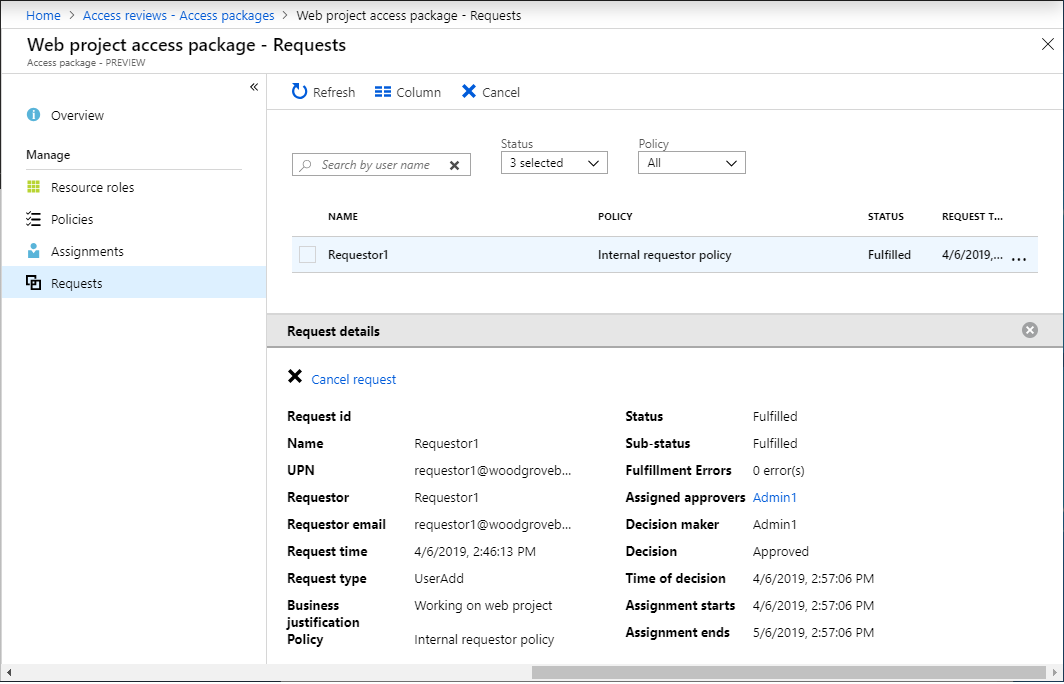 Home > Access reviews - Access packages > Web project access package - Requests
Web project access package - Requests
Access package - PREVIEW
«
Overview
Manage
Resource roles
Policies
Assignments
Requests
Refresh Column Cancel
Status Policy
Search by user name 3 selected All
NAME POLICY STATUS REQUEST T...
Requestor1 Internal requestor policy Fulfilled 4/6/2019,... ...
Request details
Cancel request
Request id Status Fulfilled
Name Requestor1 Sub-status Fulfilled
UPN requestor1@woodgroveb... Fulfillment Errors 0 error(s)
Requestor Requestor1 Assigned approvers Admin1
Requestor email requestor1@woodgroveb... Decision maker Admin1
Request time 4/6/2019, 2:46:13 PM Decision Approved
Request type UserAdd Time of decision 4/6/2019, 2:57:06 PM
Business Working on web project Assignment starts 4/6/2019, 2:57:06 PM
justification
Policy Internal requestor policy Assignment ends 5/6/2019, 2:57:06 PM